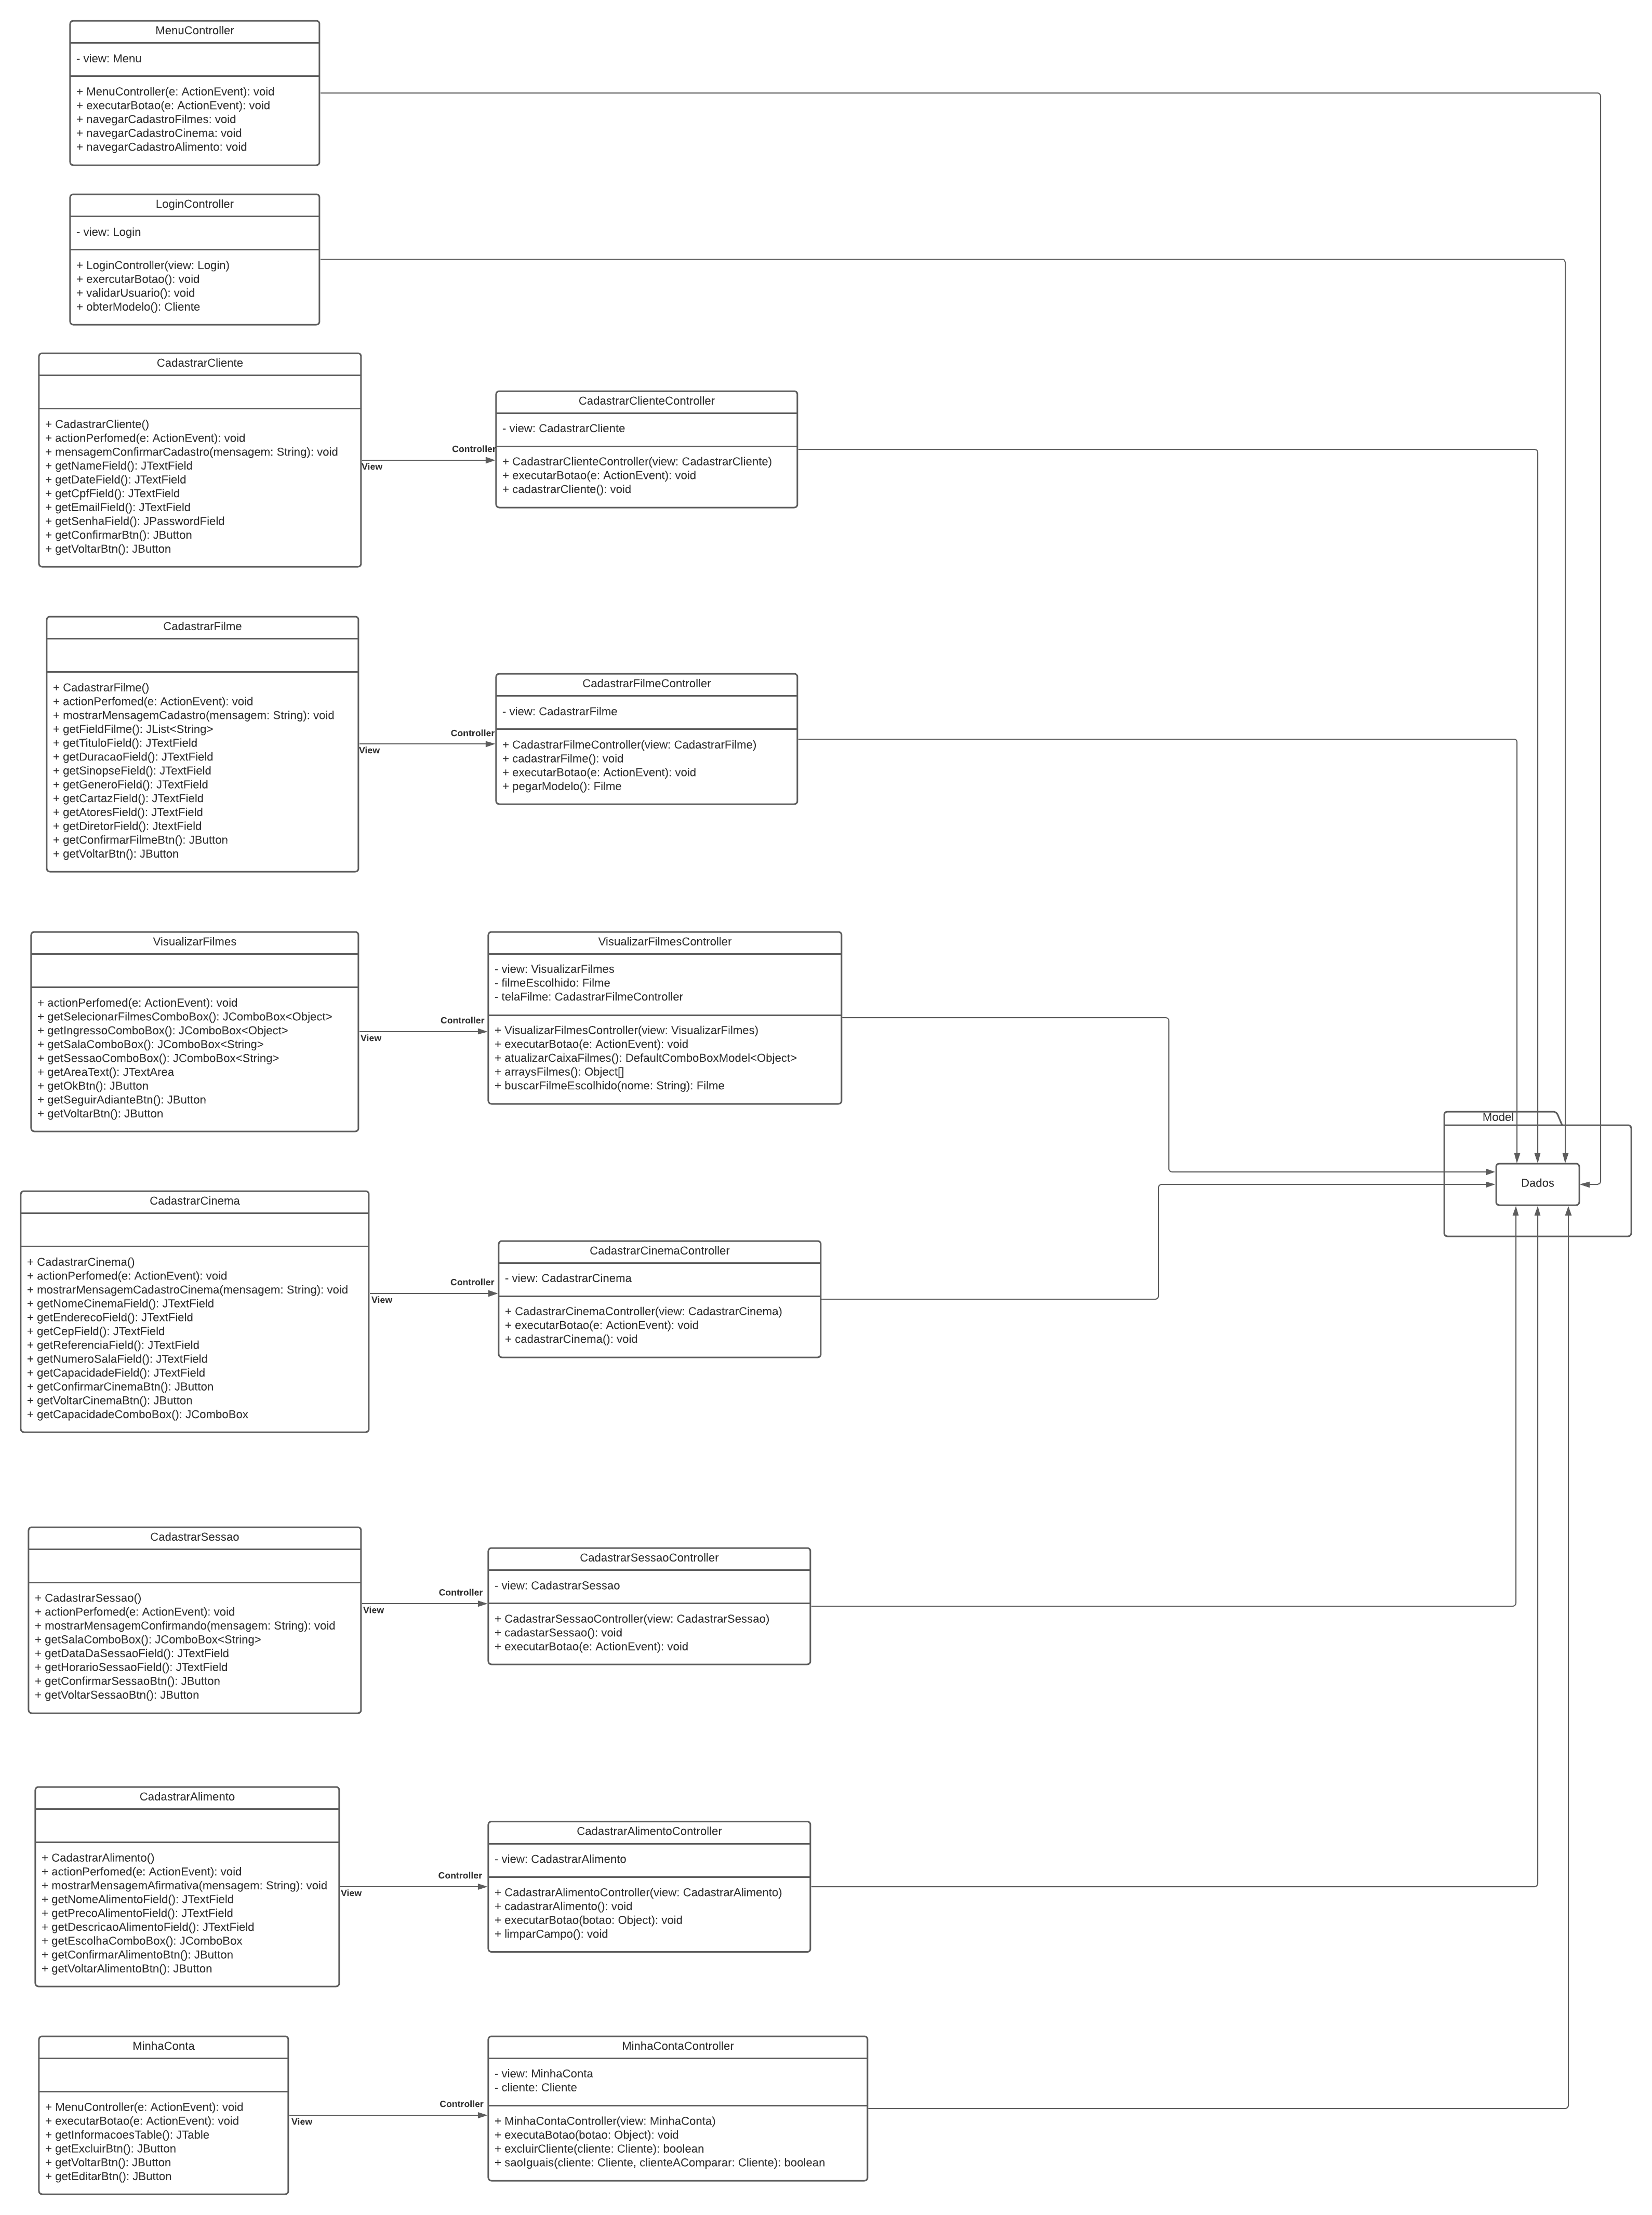 MenuController
- view: Menu
+ MenuController(e: ActionEvent): void
+ executarBotao(e: ActionEvent): void
+ navegarCadastroFilmes: void
+ navegarCadastroCinema: void
+ navegarCadastroAlimento: void
LoginController
- view: Login
+ LoginController(view: Login)
+ exercutarBotao(): void
+ validarUsuario(): void
+ obterModelo(): Cliente
CadastrarCliente
+ CadastrarCliente()
+ actionPerfomed(e: ActionEvent): void
+ mensagemConfirmarCadastro(mensagem: String): void
+ getNameField(): JTextField
+ getDateField(): JTextField
+ getCpfField(): JTextField
+ getEmailField(): JTextField
+ getSenhaField(): JPasswordField
+ getConfirmarBtn(): JButton
+ getVoltarBtn(): JButton
View
Controller
CadastrarClienteController
- view: CadastrarCliente
+ CadastrarClienteController(view: CadastrarCliente)
+ executarBotao(e: ActionEvent): void
+ cadastrarCliente(): void
CadastrarFilme
+ CadastrarFilme()
+ actionPerfomed(e: ActionEvent): void
+ mostrarMensagemCadastro(mensagem: String): void
+ getFieldFilme(): JList<String>
+ getTituloField(): JTextField
+ getDuracaoField(): JTextField
+ getSinopseField(): JTextField
+ getGeneroField(): JTextField
+ getCartazField(): JTextField
+ getAtoresField(): JTextField
+ getDiretorField(): JtextField
+ getConfirmarFilmeBtn(): JButton
+ getVoltarBtn(): JButton
View
Controller
CadastrarFilmeController
- view: CadastrarFilme
+ CadastrarFilmeController(view: CadastrarFilme)
+ cadastrarFilme(): void
+ executarBotao(e: ActionEvent): void
+ pegarModelo(): Filme
VisualizarFilmes
+ actionPerfomed(e: ActionEvent): void
+ getSelecionarFilmesComboBox(): JComboBox<Object>
+ getIngressoComboBox(): JComboBox<Object>
+ getSalaComboBox(): JComboBox<String>
+ getSessaoComboBox(): JComboBox<String>
+ getAreaText(): JTextArea
+ getOkBtn(): JButton
+ getSeguirAdianteBtn(): JButton
+ getVoltarBtn(): JButton
View
Controller
VisualizarFilmesController
- view: VisualizarFilmes
- filmeEscolhido: Filme
- telaFilme: CadastrarFilmeController
+ VisualizarFilmesController(view: VisualizarFilmes)
+ executarBotao(e: ActionEvent): void
+ atualizarCaixaFilmes(): DefaultComboBoxModel<Object>
+ arraysFilmes(): Object[]
+ buscarFilmeEscolhido(nome: String): Filme
Model
Dados
CadastrarCinema
+ CadastrarCinema()
+ actionPerfomed(e: ActionEvent): void
+ mostrarMensagemCadastroCinema(mensagem: String): void
+ getNomeCinemaField(): JTextField
+ getEnderecoField(): JTextField
+ getCepField(): JTextField
+ getReferenciaField(): JTextField
+ getNumeroSalaField(): JTextField
+ getCapacidadeField(): JTextField
+ getConfirmarCinemaBtn(): JButton
+ getVoltarCinemaBtn(): JButton
+ getCapacidadeComboBox(): JComboBox
View
Controller
CadastrarCinemaController
- view: CadastrarCinema
+ CadastrarCinemaController(view: CadastrarCinema)
+ executarBotao(e: ActionEvent): void
+ cadastrarCinema(): void
CadastrarSessao
+ CadastrarSessao()
+ actionPerfomed(e: ActionEvent): void
+ mostrarMensagemConfirmando(mensagem: String): void
+ getSalaComboBox(): JComboBox<String>
+ getDataDaSessaoField(): JTextField
+ getHorarioSessaoField(): JTextField
+ getConfirmarSessaoBtn(): JButton
+ getVoltarSessaoBtn(): JButton
View
Controller
CadastrarSessaoController
- view: CadastrarSessao
+ CadastrarSessaoController(view: CadastrarSessao)
+ cadastarSessao(): void
+ executarBotao(e: ActionEvent): void
CadastrarAlimento
+ CadastrarAlimento()
+ actionPerfomed(e: ActionEvent): void
+ mostrarMensagemAfirmativa(mensagem: String): void
+ getNomeAlimentoField(): JTextField
+ getPrecoAlimentoField(): JTextField
+ getDescricaoAlimentoField(): JTextField
+ getEscolhaComboBox(): JComboBox
+ getConfirmarAlimentoBtn(): JButton
+ getVoltarAlimentoBtn(): JButton
View
Controller
CadastrarAlimentoController
- view: CadastrarAlimento
+ CadastrarAlimentoController(view: CadastrarAlimento)
+ cadastrarAlimento(): void
+ executarBotao(botao: Object): void
+ limparCampo(): void
MinhaConta
+ MenuController(e: ActionEvent): void
+ executarBotao(e: ActionEvent): void
+ getInformacoesTable(): JTable
+ getExcluirBtn(): JButton
+ getVoltarBtn(): JButton
+ getEditarBtn(): JButton
View
Controller
MinhaContaController
- view: MinhaConta
- cliente: Cliente
+ MinhaContaController(view: MinhaConta)
+ executaBotao(botao: Object): void
+ excluirCliente(cliente: Cliente): boolean
+ saoIguais(cliente: Cliente, clienteAComparar: Cliente): boolean